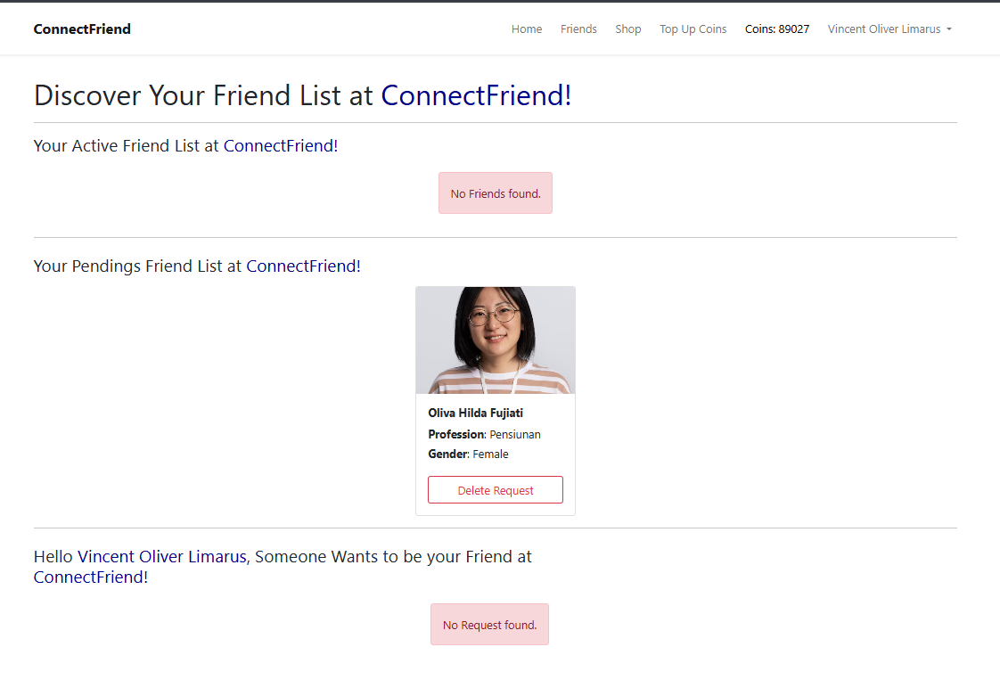 ConnectFriend
Home Friends Shop Top Up Coins Coins: 89027 Vincent Oliver Limarus
Discover Your Friend List at ConnectFriend!
Your Active Friend List at ConnectFriend!
No Friends found.
Your Pendings Friend List at ConnectFriend!
Oliva Hilda Fujiati
Profession: Pensiunan
Gender: Female
Delete Request
Hello Vincent Oliver Limarus, Someone Wants to be your Friend at
ConnectFriend!
No Request found.